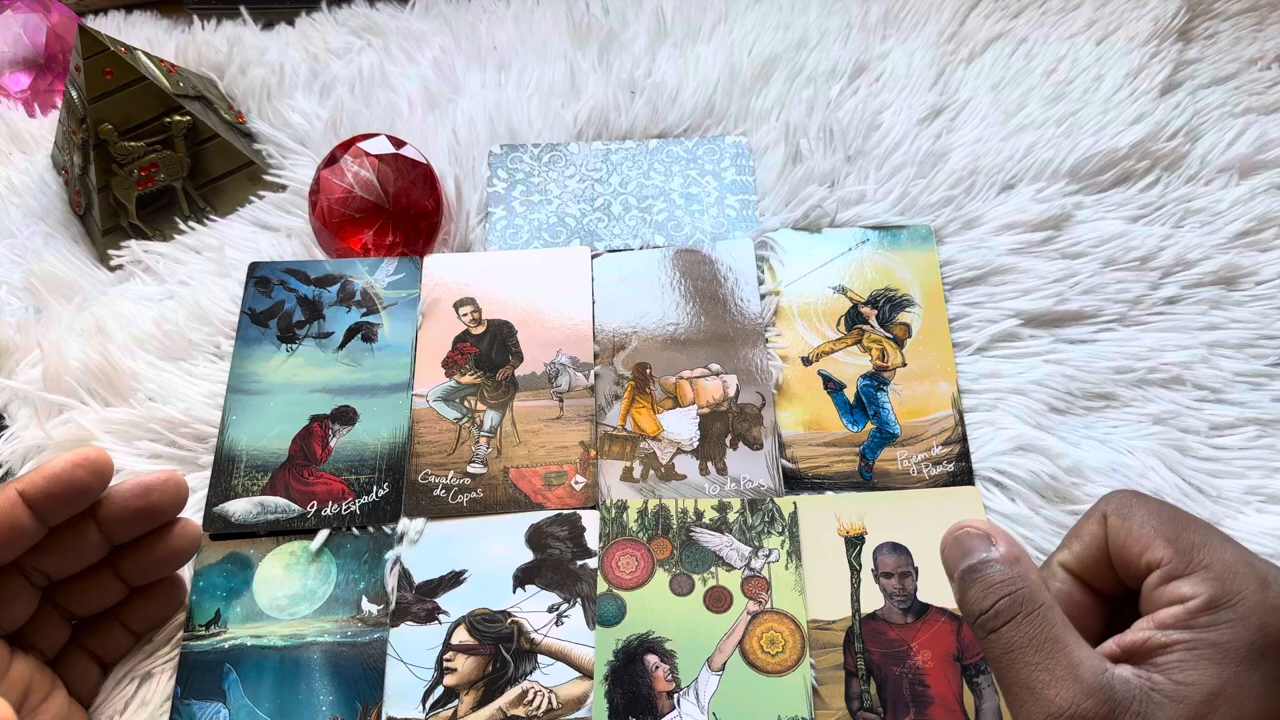 9 de Espadas
Cavaleiro
de Copas
10 de Paus
Pajem de
Paus